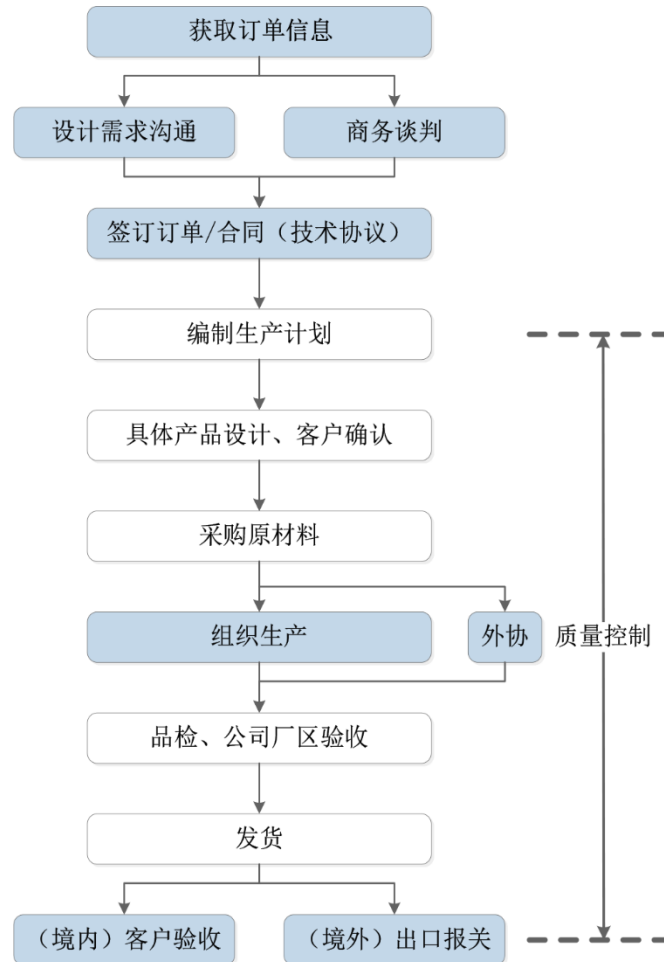 获取订单信息
设计需求沟通
商务谈判
签订订单/合同（技术协议）
编制生产计划
具体产品设计、客户确认
采购原材料
组织生产
外协
质量控制
品检、公司厂区验收
发货
（境内）客户验收
（境外）出口报关